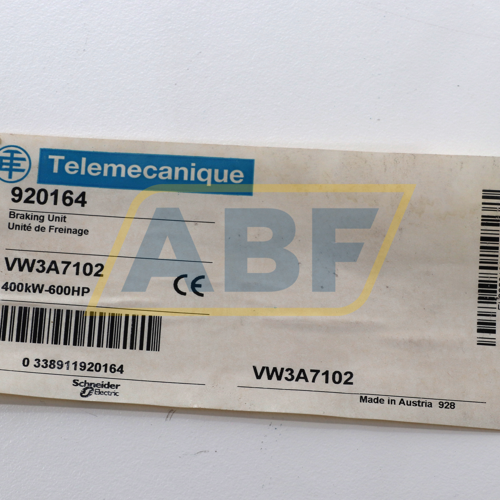 Telemecanique
920164
Braking Unit
Unité de Freinage
VW3A7102
400kW-600HP
CE
0 338911920164
Schneider
Electric
VW3A7102
Made in Austria 928
ABF